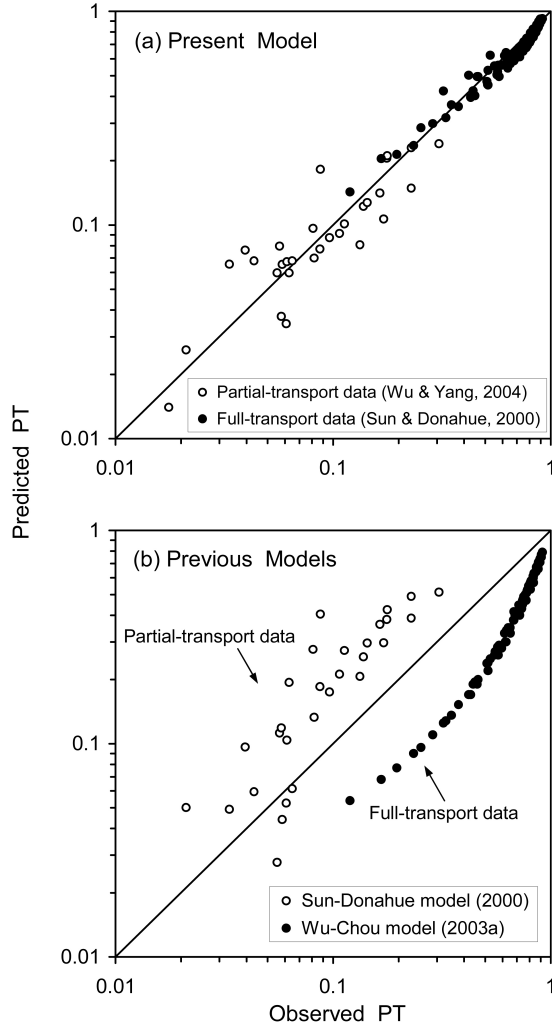 1
(a) Present Model
0.1
Partial-transport data (Wu & Yang, 2004)
Full-transport data (Sun & Donahue, 2000)
0.01
0.01
0.1
1
Predicted PT
1
(b) Previous Models
Partial-transport data
0.1
Full-transport data
Sun-Donahue model (2000)
Wu-Chou model (2003a)
0.01
0.01
0.1
1
Observed PT